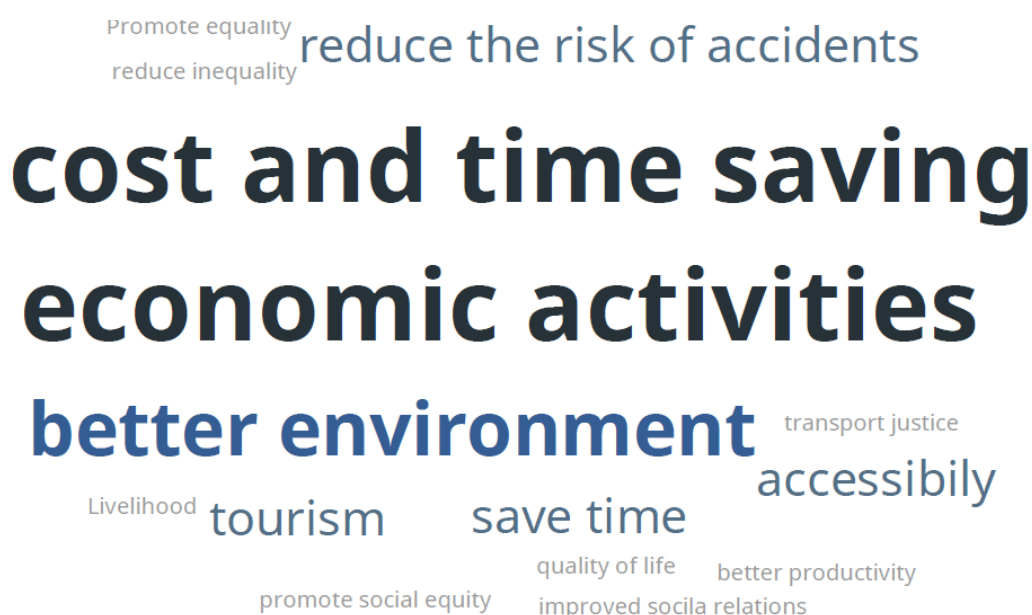 Promote equality
reduce the risk of accidents
reduce inequality
cost and time saving
economic activities
better environment
transport justice
accessibily
Livelihood
tourism
save time
quality of life
better productivity
promote social equity
improved socila relations